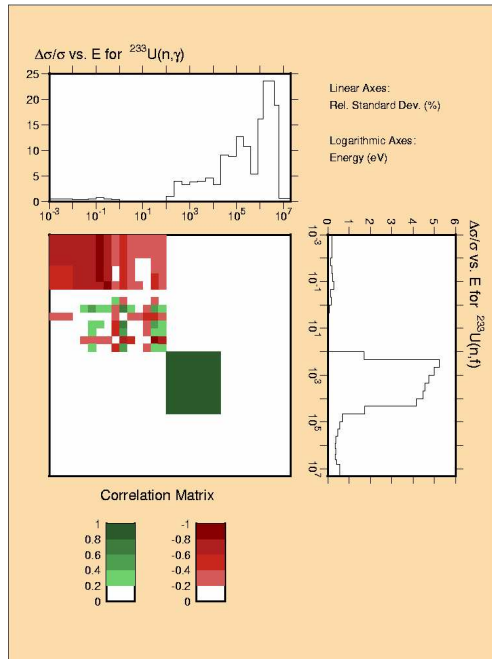 Δσ/σ vs. E for ²³³U(n,γ)
25
20
15
10
5
0
10⁻³ 10⁻¹ 10¹ 10³ 10⁵ 10⁷
Linear Axes:
Rel. Standard Dev. (%)
Logarithmic Axes:
Energy (eV)
Δσ/σ vs. E for ²³³U(n,f)
0 1 2 3 4 5 6
10⁻³
10⁻¹
10¹
10³
10⁵
10⁷
Correlation Matrix
1
0.8
0.6
0.4
0.2
0
-1
-0.8
-0.6
-0.4
-0.2
0